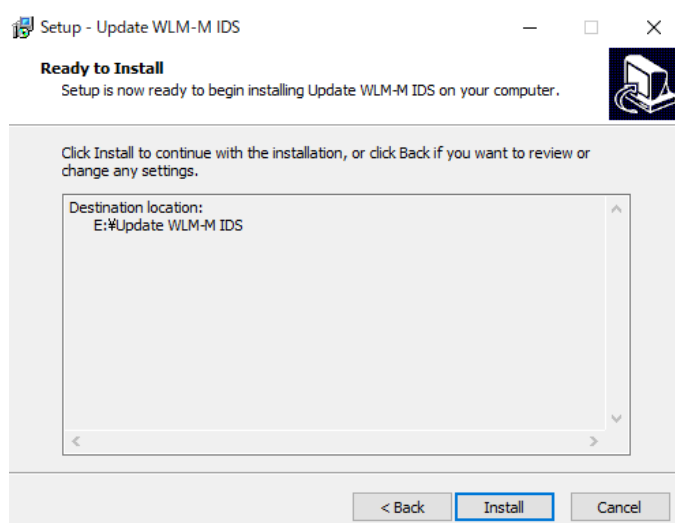 Setup - Update WLM-M IDS
Ready to Install
Setup is now ready to begin installing Update WLM-M IDS on your computer.
Click Install to continue with the installation, or click Back if you want to review or
change any settings.
Destination location:
E:¥Update WLM-M IDS
< Back
Install
Cancel